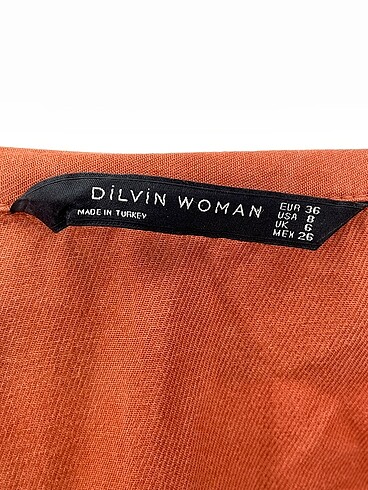 DİLVİN WOMAN
MADE IN TURKEY
EUR 36
USA 8
UK 6
MEX 26